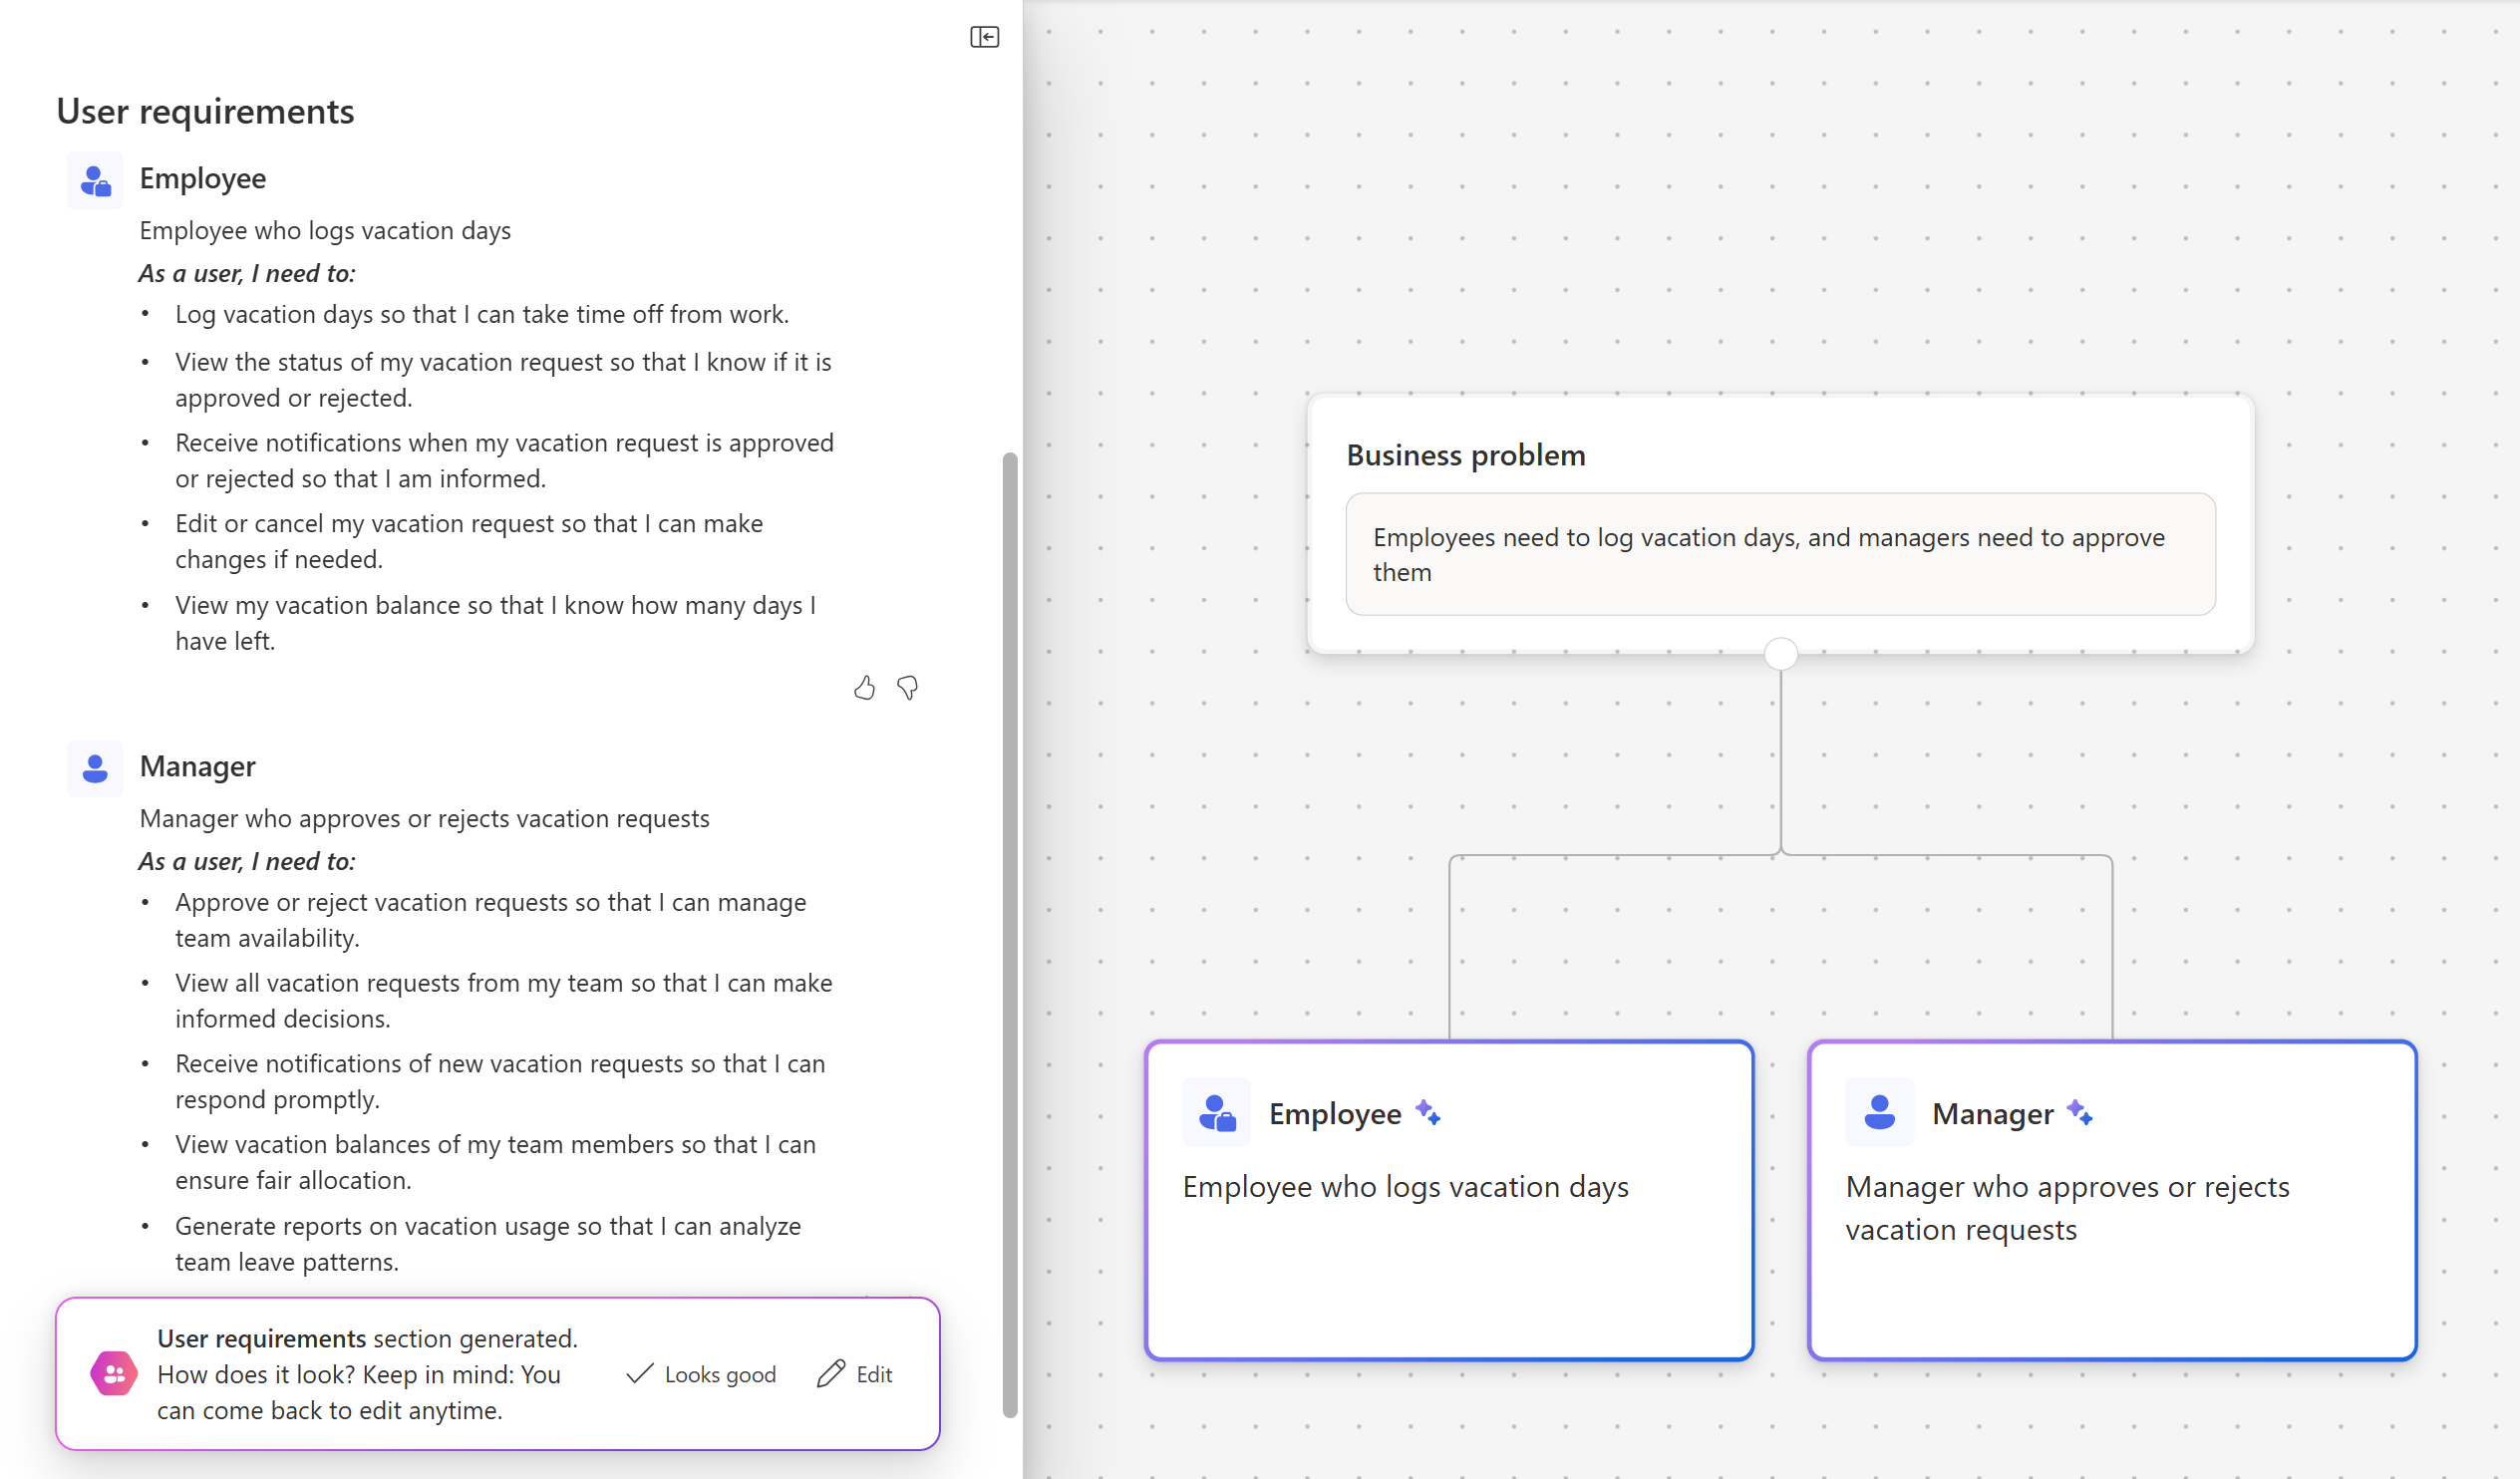 User requirements
Employee
Employee who logs vacation days
As a user, I need to:
• Log vacation days so that I can take time off from work.
• View the status of my vacation request so that I know if it is
approved or rejected.
• Receive notifications when my vacation request is approved
or rejected so that I am informed.
• Edit or cancel my vacation request so that I can make
changes if needed.
• View my vacation balance so that I know how many days I
have left.
Manager
Manager who approves or rejects vacation requests
As a user, I need to:
• Approve or reject vacation requests so that I can manage
team availability.
• View all vacation requests from my team so that I can make
informed decisions.
• Receive notifications of new vacation requests so that I can
respond promptly.
• View vacation balances of my team members so that I can
ensure fair allocation.
• Generate reports on vacation usage so that I can analyze
team leave patterns.
User requirements section generated.
How does it look? Keep in mind: You
can come back to edit anytime.
Looks good
Edit
Business problem
Employees need to log vacation days, and managers need to approve
them
Employee
Employee who logs vacation days
Manager
Manager who approves or rejects
vacation requests